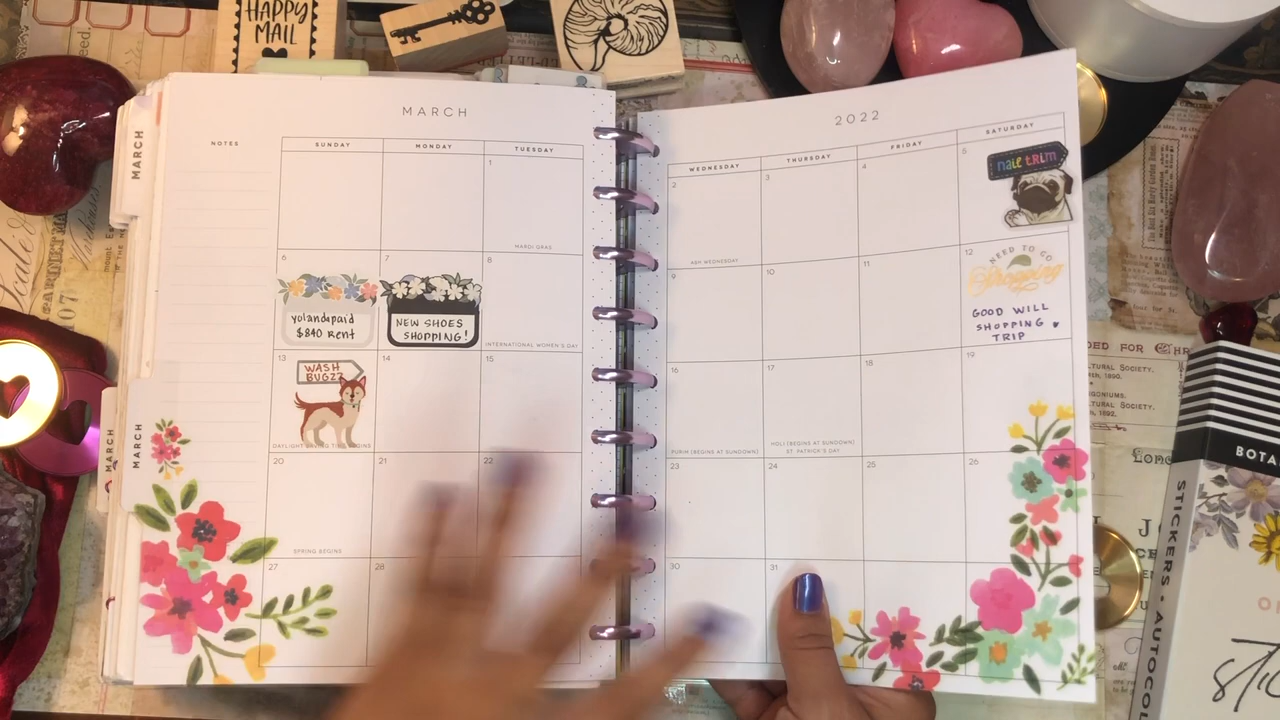 HAPPY
MAIL
MARCH
2022
MARCH
MARCH
MARCH
NOTES
SUNDAY
MONDAY
TUESDAY
WEDNESDAY
THURSDAY
FRIDAY
SATURDAY
1
MARDI GRAS
2
ASH WEDNESDAY
3
4
5
nail trim
6
yolanda paid
$840 Rent
7
NEW SHOES
SHOPPING!
8
INTERNATIONAL WOMEN'S DAY
9
10
11
12
NEED TO GO
Shopping
GOOD WILL
SHOPPING
TRIP
13
WASH
BUGZZ
14
15
16
PURIM (BEGINS AT SUNDOWN)
17
HOLI (BEGINS AT SUNDOWN)
ST. PATRICK'S DAY
18
19
20
SPRING BEGINS
21
22
23
24
25
26
27
28
30
31
STICKERS • AUTOCOL
BOTA